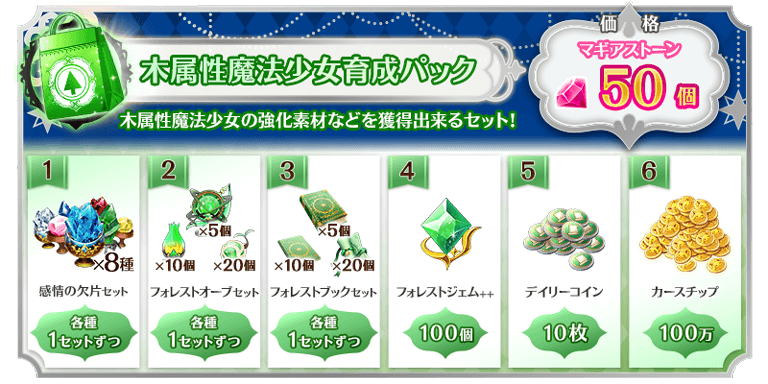 価格
マギアストーン
50個
木属性魔法少女育成パック
木属性魔法少女の強化素材などを獲得出来るセット!
1
×8種
感情の欠片セット
各種
1セットずつ
2
×5個
×10個 ×20個
フォレストオーブセット
各種
1セットずつ
3
×5個
×10個 ×20個
フォレストブックセット
各種
1セットずつ
4
フォレストジェム++
100個
5
デイリーコイン
10枚
6
カースチップ
100万